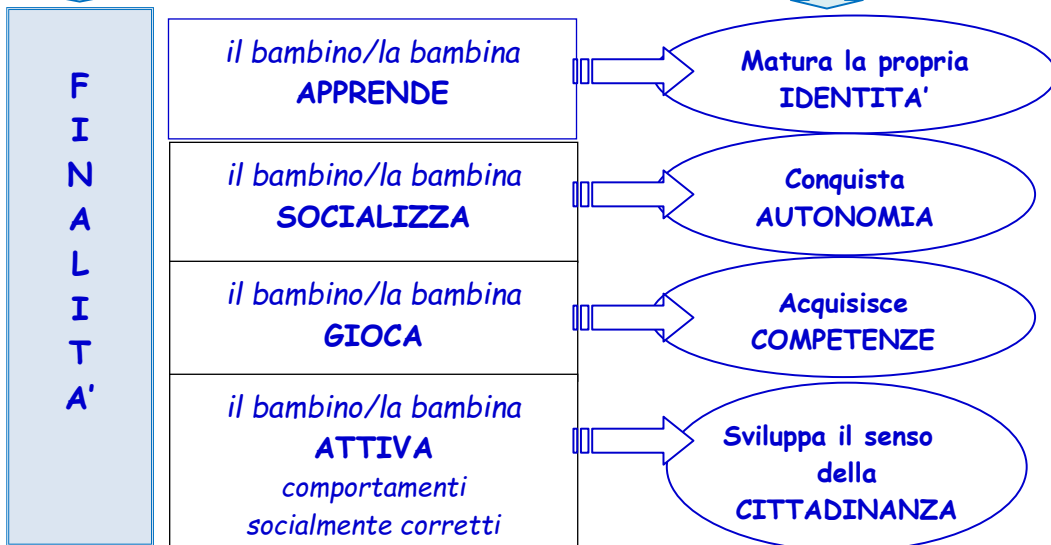 F
I
N
A
L
I
T
A'
il bambino/la bambina
APPRENDE
Matura la propria
IDENTITA'
il bambino/la bambina
SOCIALIZZA
Conquista
AUTONOMIA
il bambino/la bambina
GIOCA
Acquisisce
COMPETENZE
il bambino/la bambina
ATTIVA
comportamenti
socialmente corretti
Sviluppa il senso
della
CITTADINANZA